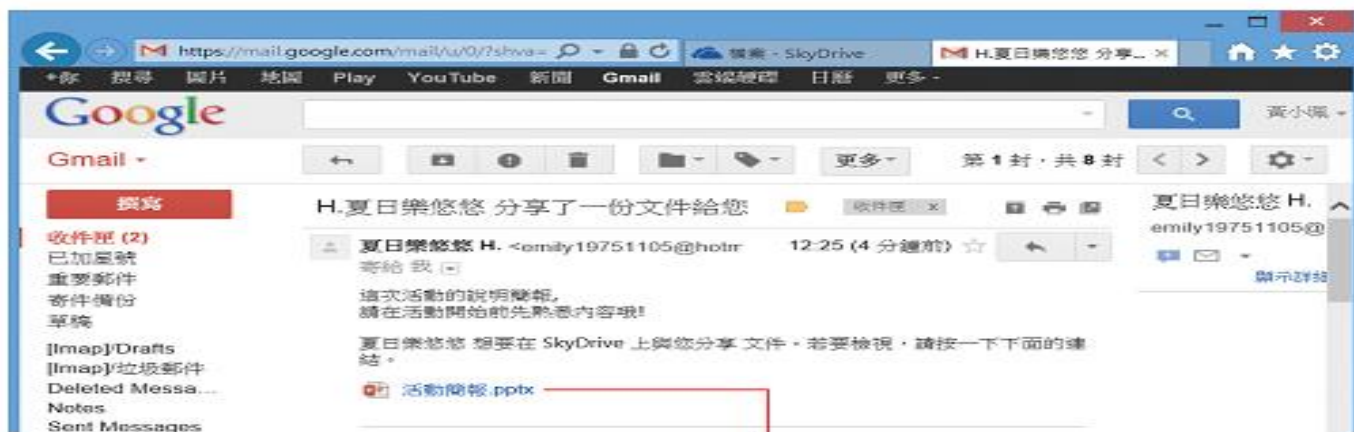 https://mail.google.com/mail/u/0/?shva=
檔案 - SkyDrive
H.夏日樂悠悠 分享... ×
+你 搜尋 圖片 地圖 Play YouTube 新聞 Gmail 雲端硬碟 日曆 更多
Google
黃小珮
Gmail
更多
第 1 封，共 8 封
撰寫
H.夏日樂悠悠 分享了一份文件給您
收件匣 ×
夏日樂悠悠 H.
emily19751105@
顯示詳細
收件匣 (2)
已加星號
重要郵件
寄件備份
草稿
[Imap]/Drafts
[Imap]/垃圾郵件
Deleted Messa...
Notes
Sent Messages
夏日樂悠悠 H. <emily19751105@hotm
12:25 (4 分鐘前)
寄給 我
這次活動的說明簡報,
請在活動開始前先熟悉內容哦!
夏日樂悠悠 想要在 SkyDrive 上與您分享 文件。若要檢視，請按一下下面的連
結。
活動簡報.pptx